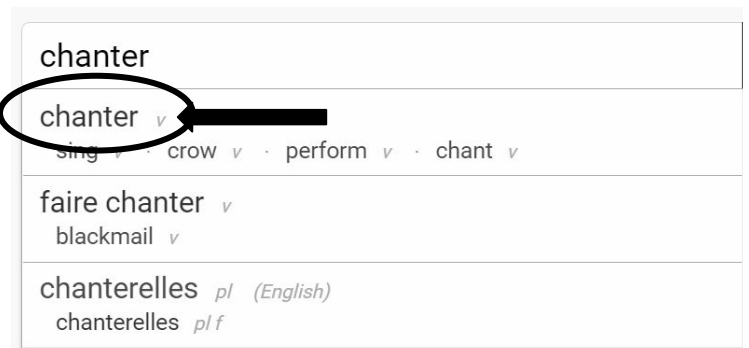 chanter
chanter v
sing v · crow v · perform v · chant v
faire chanter v
blackmail v
chanterelles pl (English)
chanterelles pl f